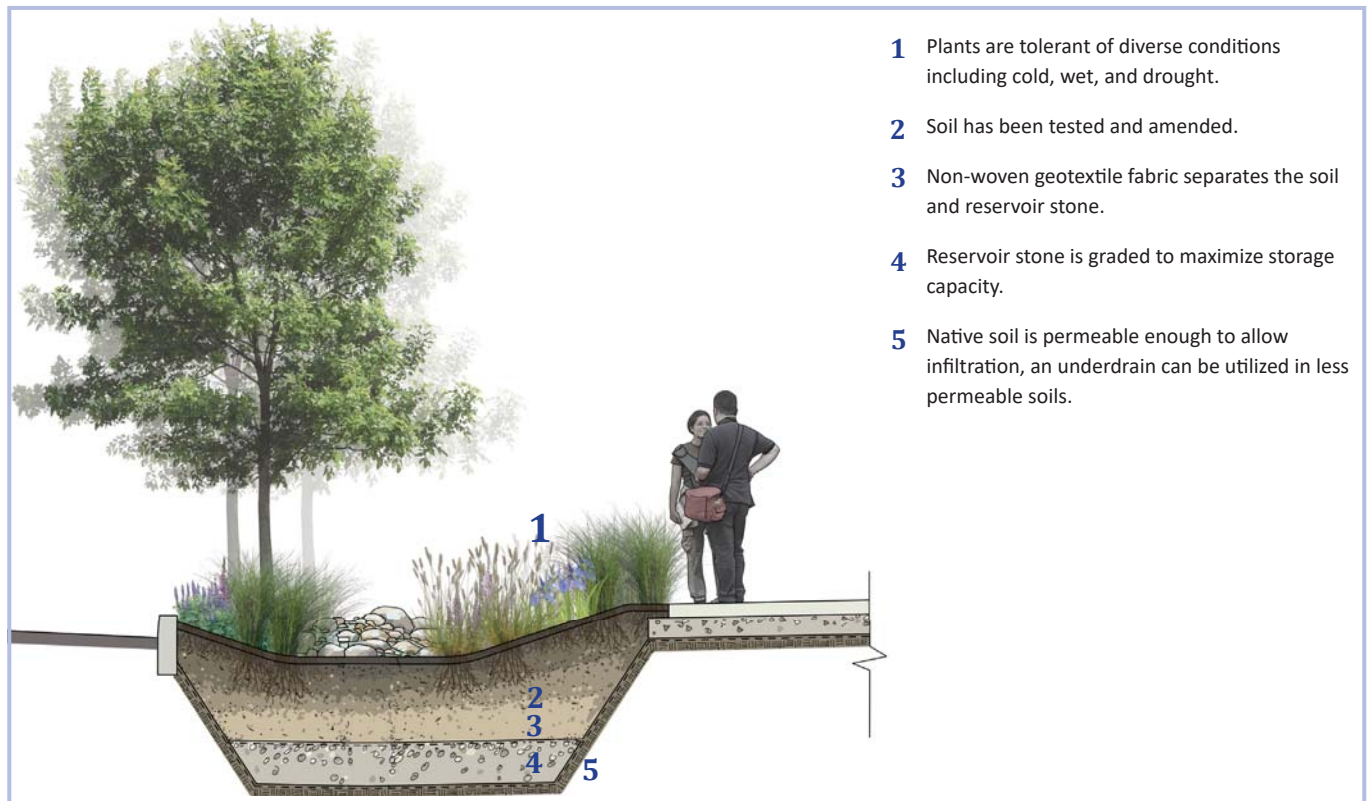 1 Plants are tolerant of diverse conditions
including cold, wet, and drought.
2 Soil has been tested and amended.
3 Non-woven geotextile fabric separates the soil
and reservoir stone.
4 Reservoir stone is graded to maximize storage
capacity.
5 Native soil is permeable enough to allow
infiltration, an underdrain can be utilized in less
permeable soils.
1
2
3
4
5